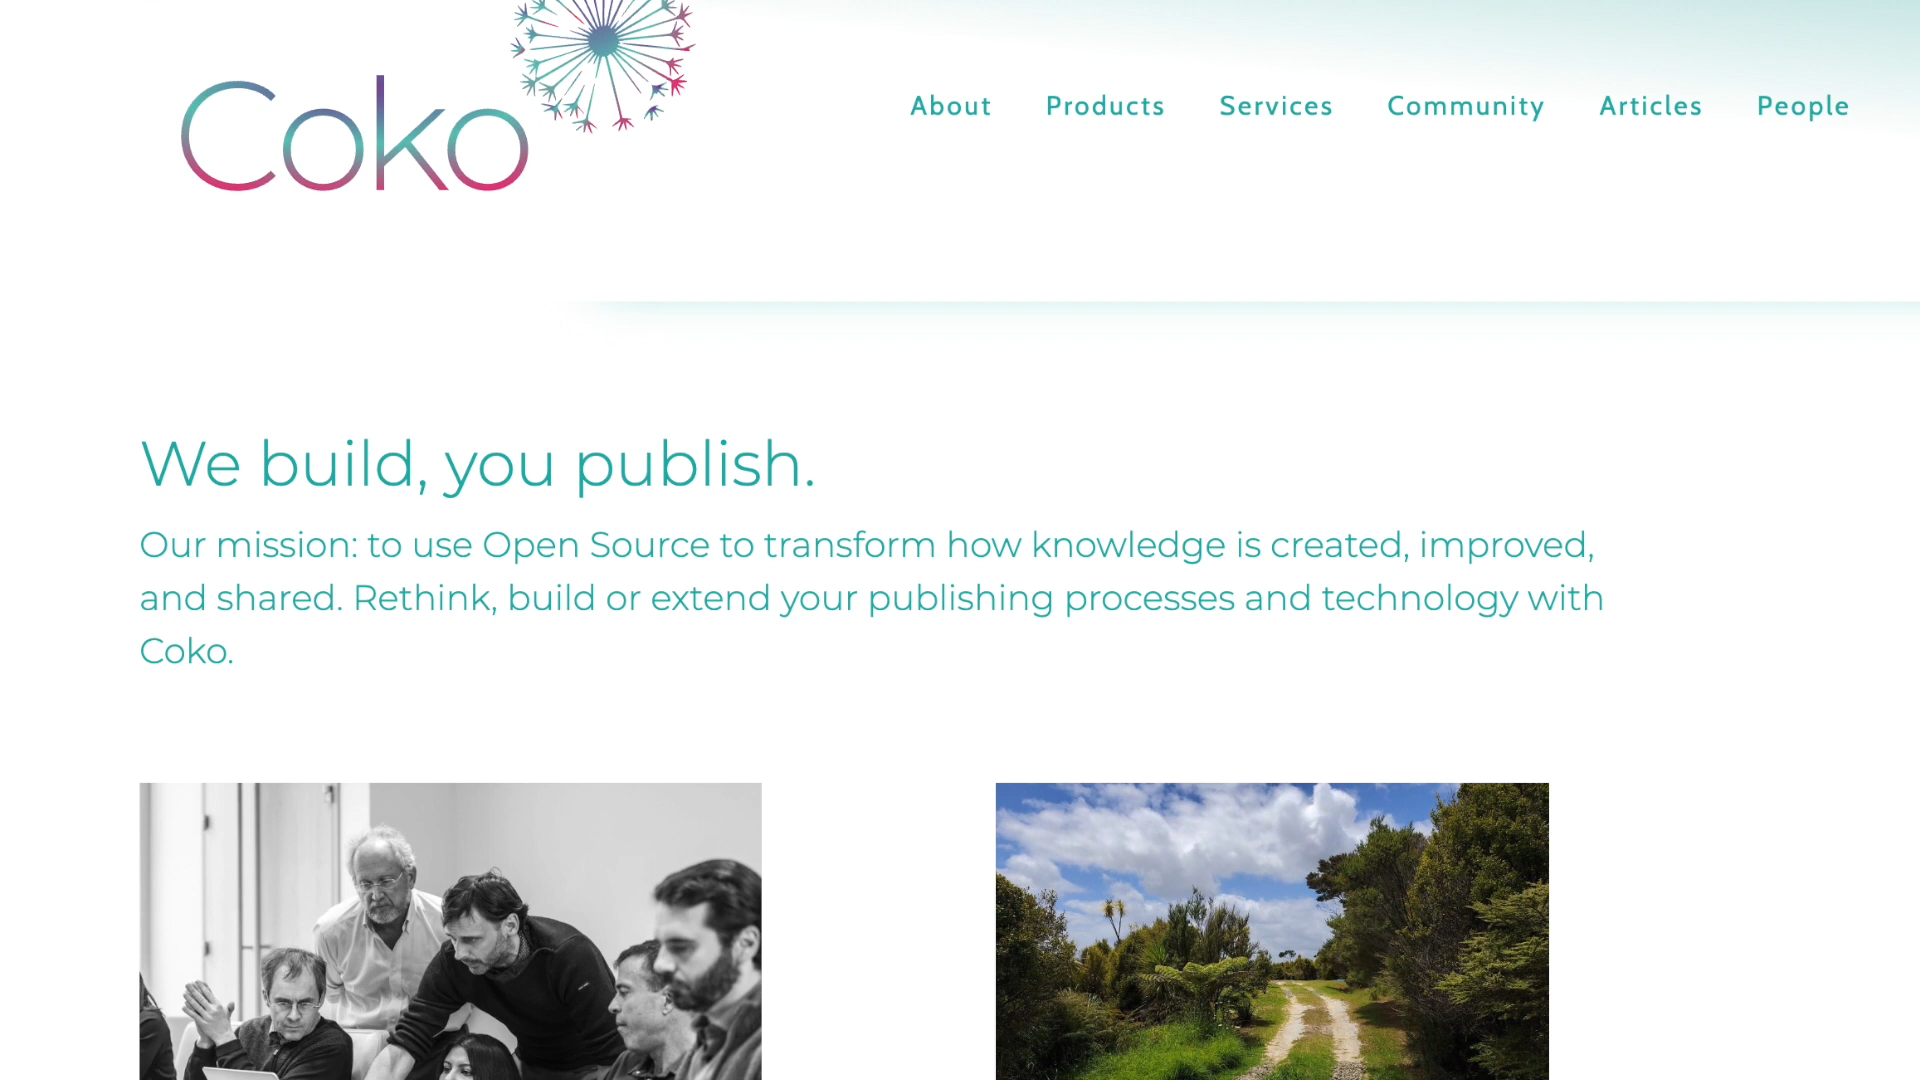 Coko
About Products Services Community Articles People
We build, you publish.
Our mission: to use Open Source to transform how knowledge is created, improved,
and shared. Rethink, build or extend your publishing processes and technology with
Coko.